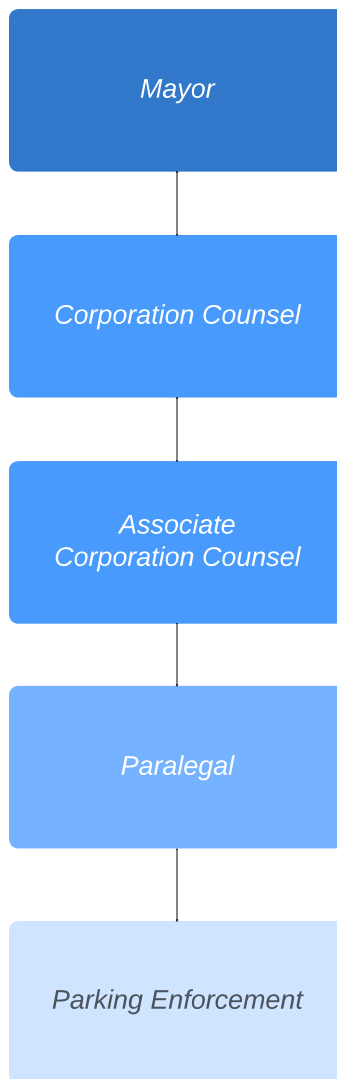 Mayor
Corporation Counsel
Associate
Corporation Counsel
Paralegal
Parking Enforcement